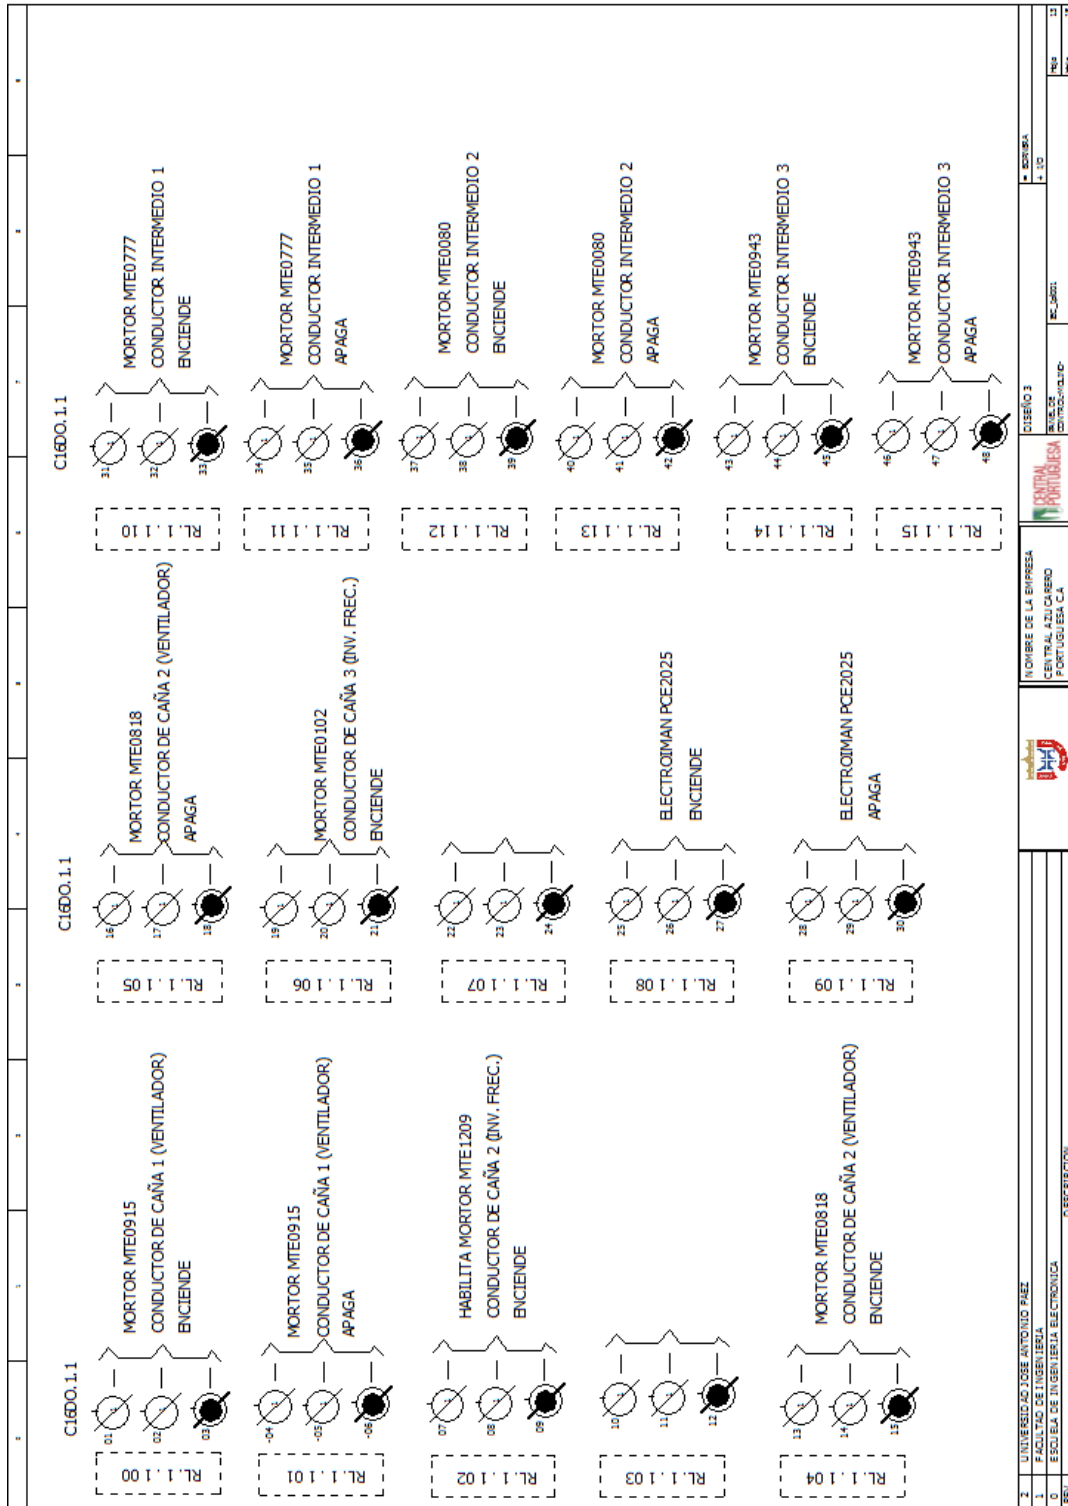 C16DO.1.1
RL.1.1.00
01
02
03
MORTOR MTE0915
CONDUCTOR DE CAÑA 1 (VENTILADOR)
ENCIENDE
RL.1.1.01
-04
-05
-06
MORTOR MTE0915
CONDUCTOR DE CAÑA 1 (VENTILADOR)
APAGA
RL.1.1.02
07
08
09
HABILITA MORTOR MTE1209
CONDUCTOR DE CAÑA 2 (INV. FREC.)
ENCIENDE
RL.1.1.03
10
11
12
RL.1.1.04
13
14
15
MORTOR MTE0818
CONDUCTOR DE CAÑA 2 (VENTILADOR)
ENCIENDE
C16DO.1.1
RL.1.1.05
16
17
18
MORTOR MTE0818
CONDUCTOR DE CAÑA 2 (VENTILADOR)
APAGA
RL.1.1.06
19
20
21
MORTOR MTE0102
CONDUCTOR DE CAÑA 3 (INV. FREC.)
ENCIENDE
RL.1.1.07
22
23
24
RL.1.1.08
25
26
27
ELECTROIMAN PCE2025
ENCIENDE
RL.1.1.09
28
29
30
ELECTROIMAN PCE2025
APAGA
C16DO.1.1
RL.1.1.10
31
32
33
MORTOR MTE0777
CONDUCTOR INTERMEDIO 1
ENCIENDE
RL.1.1.11
34
35
36
MORTOR MTE0777
CONDUCTOR INTERMEDIO 1
APAGA
RL.1.1.12
37
38
39
MORTOR MTE0080
CONDUCTOR INTERMEDIO 2
ENCIENDE
RL.1.1.13
40
41
42
MORTOR MTE0080
CONDUCTOR INTERMEDIO 2
APAGA
RL.1.1.14
43
44
45
MORTOR MTE0943
CONDUCTOR INTERMEDIO 3
ENCIENDE
RL.1.1.15
46
47
48
MORTOR MTE0943
CONDUCTOR INTERMEDIO 3
APAGA
2 UNIVERSIDAD JOSE ANTONIO PAEZ
1 FACULTAD DE INGENIERIA
0 ESCUELA DE INGENIERIA ELECTRONICA
REV. DESCRIPCION
NOMBRE DE LA EMPRESA
CENTRAL AZUCARERO
PORTUGUESA C.A
CENTRAL
PORTUGUESA
DISEÑO 3
PANEL DE
= BORNERA
+ I/O
Hoja 13